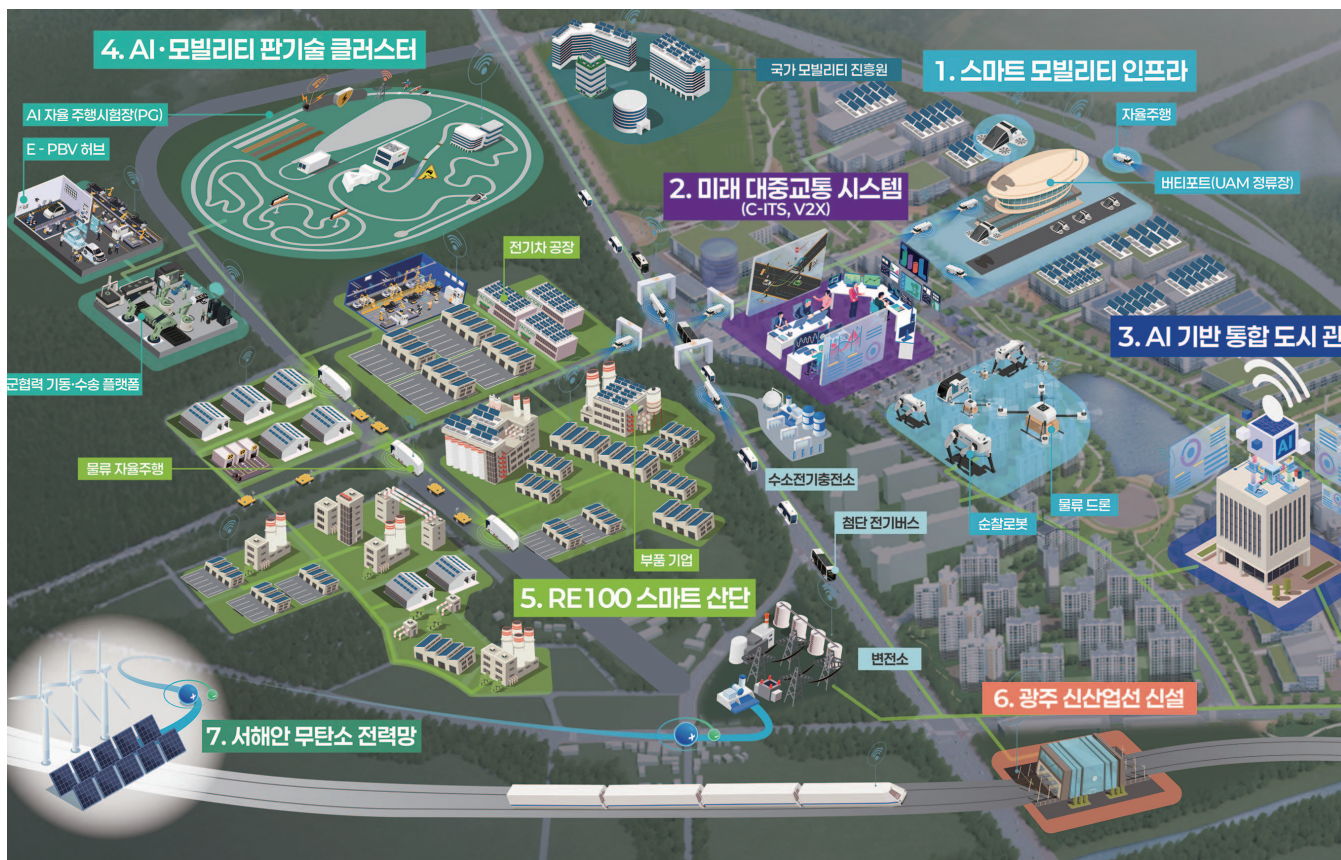 4. AI·모빌리티 판기술 클러스터
국가 모빌리티 진흥원
1. 스마트 모빌리티 인프라
AI 자율 주행시험장(PG)
자율주행
E - PBV 허브
버티포트(UAM 정류장)
2. 미래 대중교통 시스템
(C-ITS, V2X)
전기차 공장
3. AI 기반 통합 도시 관
군협력 기동·수송 플랫폼
AI
물류 자율주행
수소전기충전소
물류 드론
순찰로봇
첨단 전기버스
부품 기업
5. RE100 스마트 산단
변전소
6. 광주 신산업선 신설
7. 서해안 무탄소 전력망